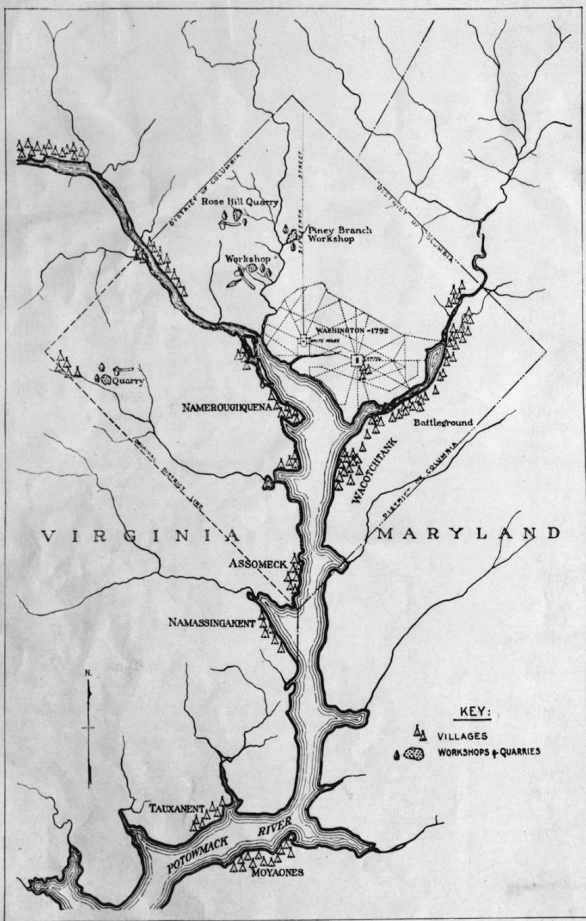 DISTRICT OF COLUMBIA
DISTRICT OF COLUMBIA
SEVENTEENTH STREET
Rose Hill Quarry
Piney Branch
Workshop
Workshop
WASHINGTON - 1792
WHITE HOUSE
CAPITOL
Quarry
NAMEROUGHQUENA
Battleground
WACOTCHTANK
ORIGINAL DISTRICT LINE
DISTRICT OF COLUMBIA
VIRGINIA
MARYLAND
ASSOMECK
NAMASSINGAKENT
N.
KEY:
VILLAGES
WORKSHOPS & QUARRIES
TAUXANENT
POTOWMACK RIVER
MOYAONES